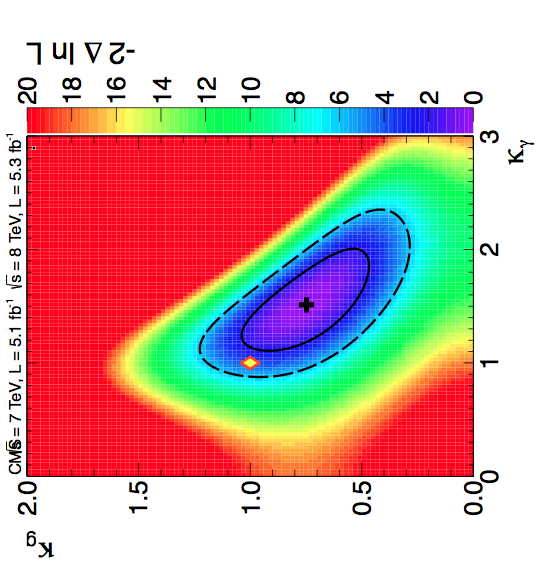 CMS √s = 7 TeV, L = 5.1 fb⁻¹ √s = 8 TeV, L = 5.3 fb⁻¹
κg
2.0
1.5
1.0
0.5
0.0
0 1 2 3
κγ
20 18 16 14 12 10 8 6 4 2 0
-2 Δ ln L